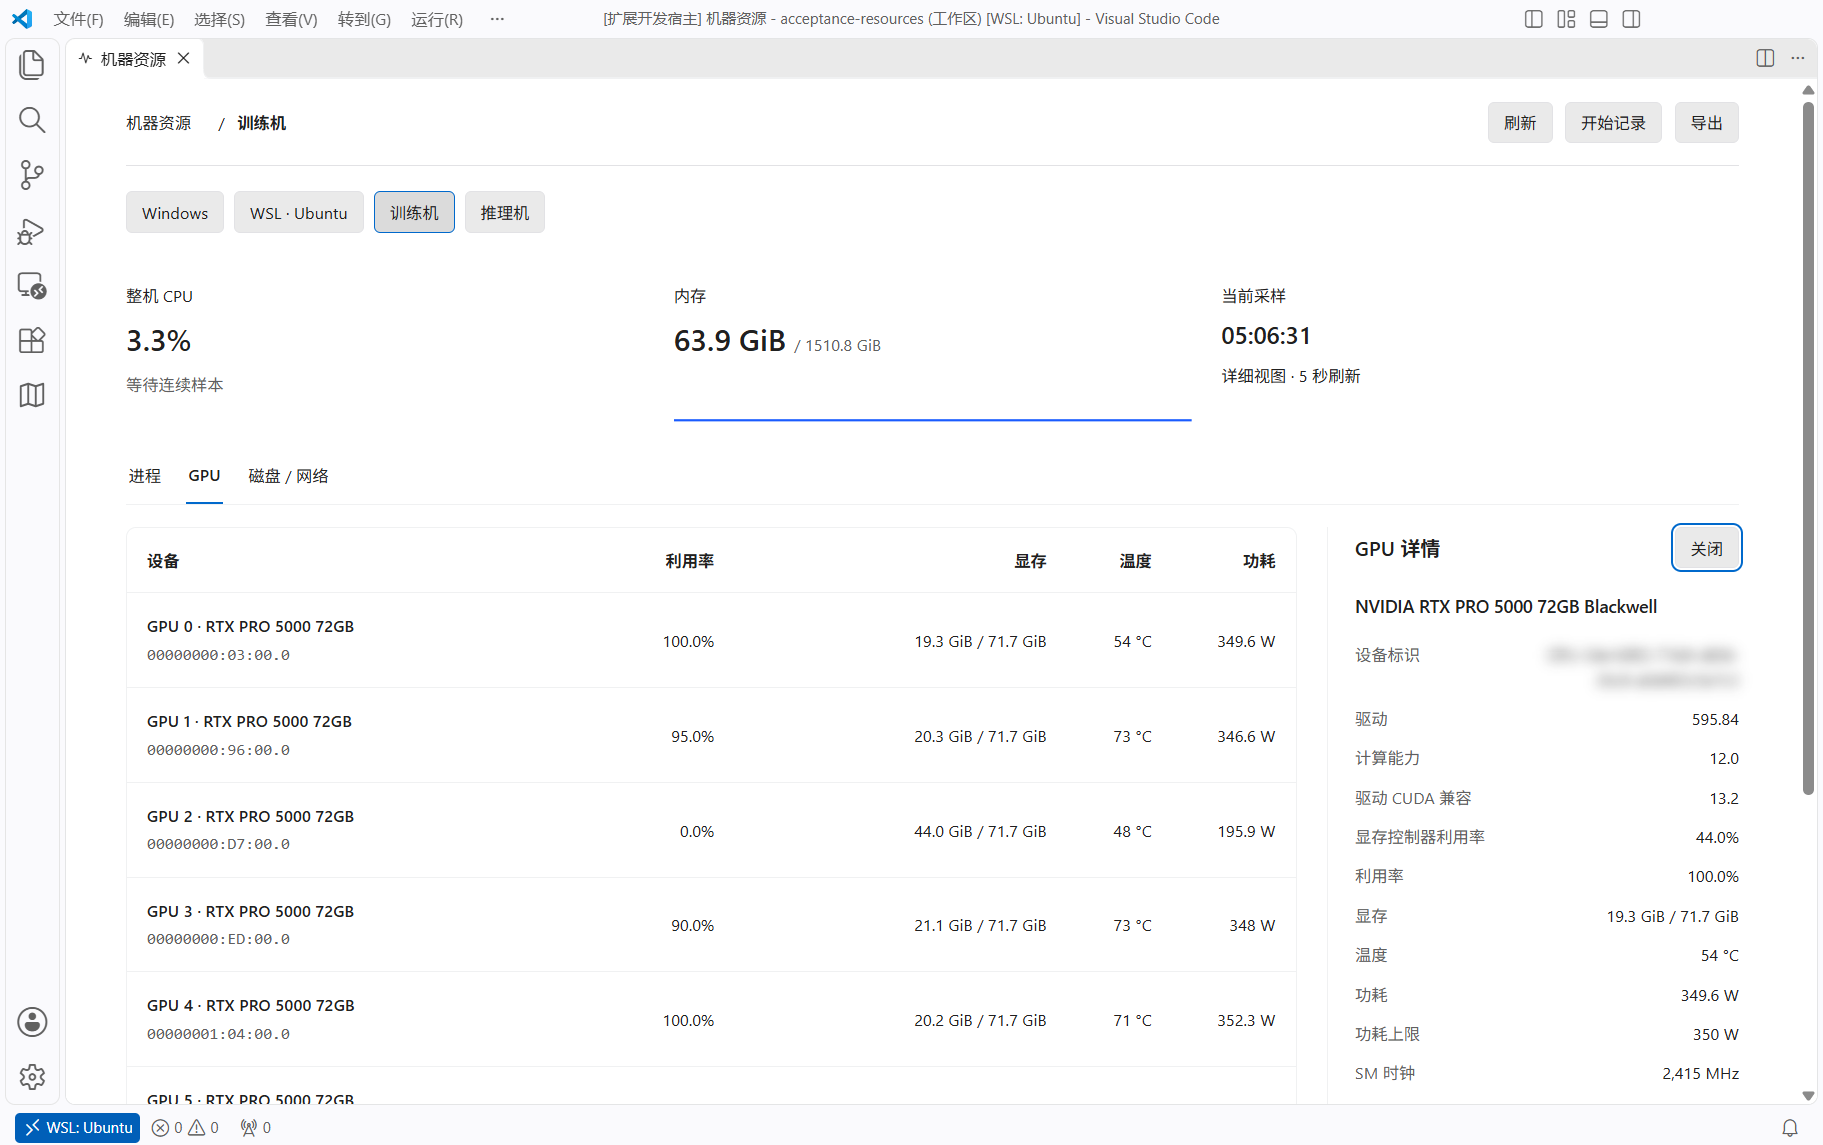 文件(F) 编辑(E) 选择(S) 查看(V) 转到(G) 运行(R) ··· [扩展开发宿主] 机器资源 - acceptance-resources (工作区) [WSL: Ubuntu] - Visual Studio Code
机器资源
机器资源 / 训练机 刷新 开始记录 导出
Windows WSL · Ubuntu 训练机 推理机
整机 CPU 内存 当前采样
3.3% 63.9 GiB / 1510.8 GiB 05:06:31
等待连续样本 详细视图 · 5 秒刷新
进程 GPU 磁盘 / 网络
设备 利用率 显存 温度 功耗
GPU 0 · RTX PRO 5000 72GB
00000000:03:00.0
100.0% 19.3 GiB / 71.7 GiB 54 °C 349.6 W
GPU 1 · RTX PRO 5000 72GB
00000000:96:00.0
95.0% 20.3 GiB / 71.7 GiB 73 °C 346.6 W
GPU 2 · RTX PRO 5000 72GB
00000000:D7:00.0
0.0% 44.0 GiB / 71.7 GiB 48 °C 195.9 W
GPU 3 · RTX PRO 5000 72GB
00000000:ED:00.0
90.0% 21.1 GiB / 71.7 GiB 73 °C 348 W
GPU 4 · RTX PRO 5000 72GB
00000001:04:00.0
100.0% 20.2 GiB / 71.7 GiB 71 °C 352.3 W
GPU 5 · RTX PRO 5000 72GB
GPU 详情 关闭
NVIDIA RTX PRO 5000 72GB Blackwell
设备标识
驱动 595.84
计算能力 12.0
驱动 CUDA 兼容 13.2
显存控制器利用率 44.0%
利用率 100.0%
显存 19.3 GiB / 71.7 GiB
温度 54 °C
功耗 349.6 W
功耗上限 350 W
SM 时钟 2,415 MHz
WSL: Ubuntu 0 0 0